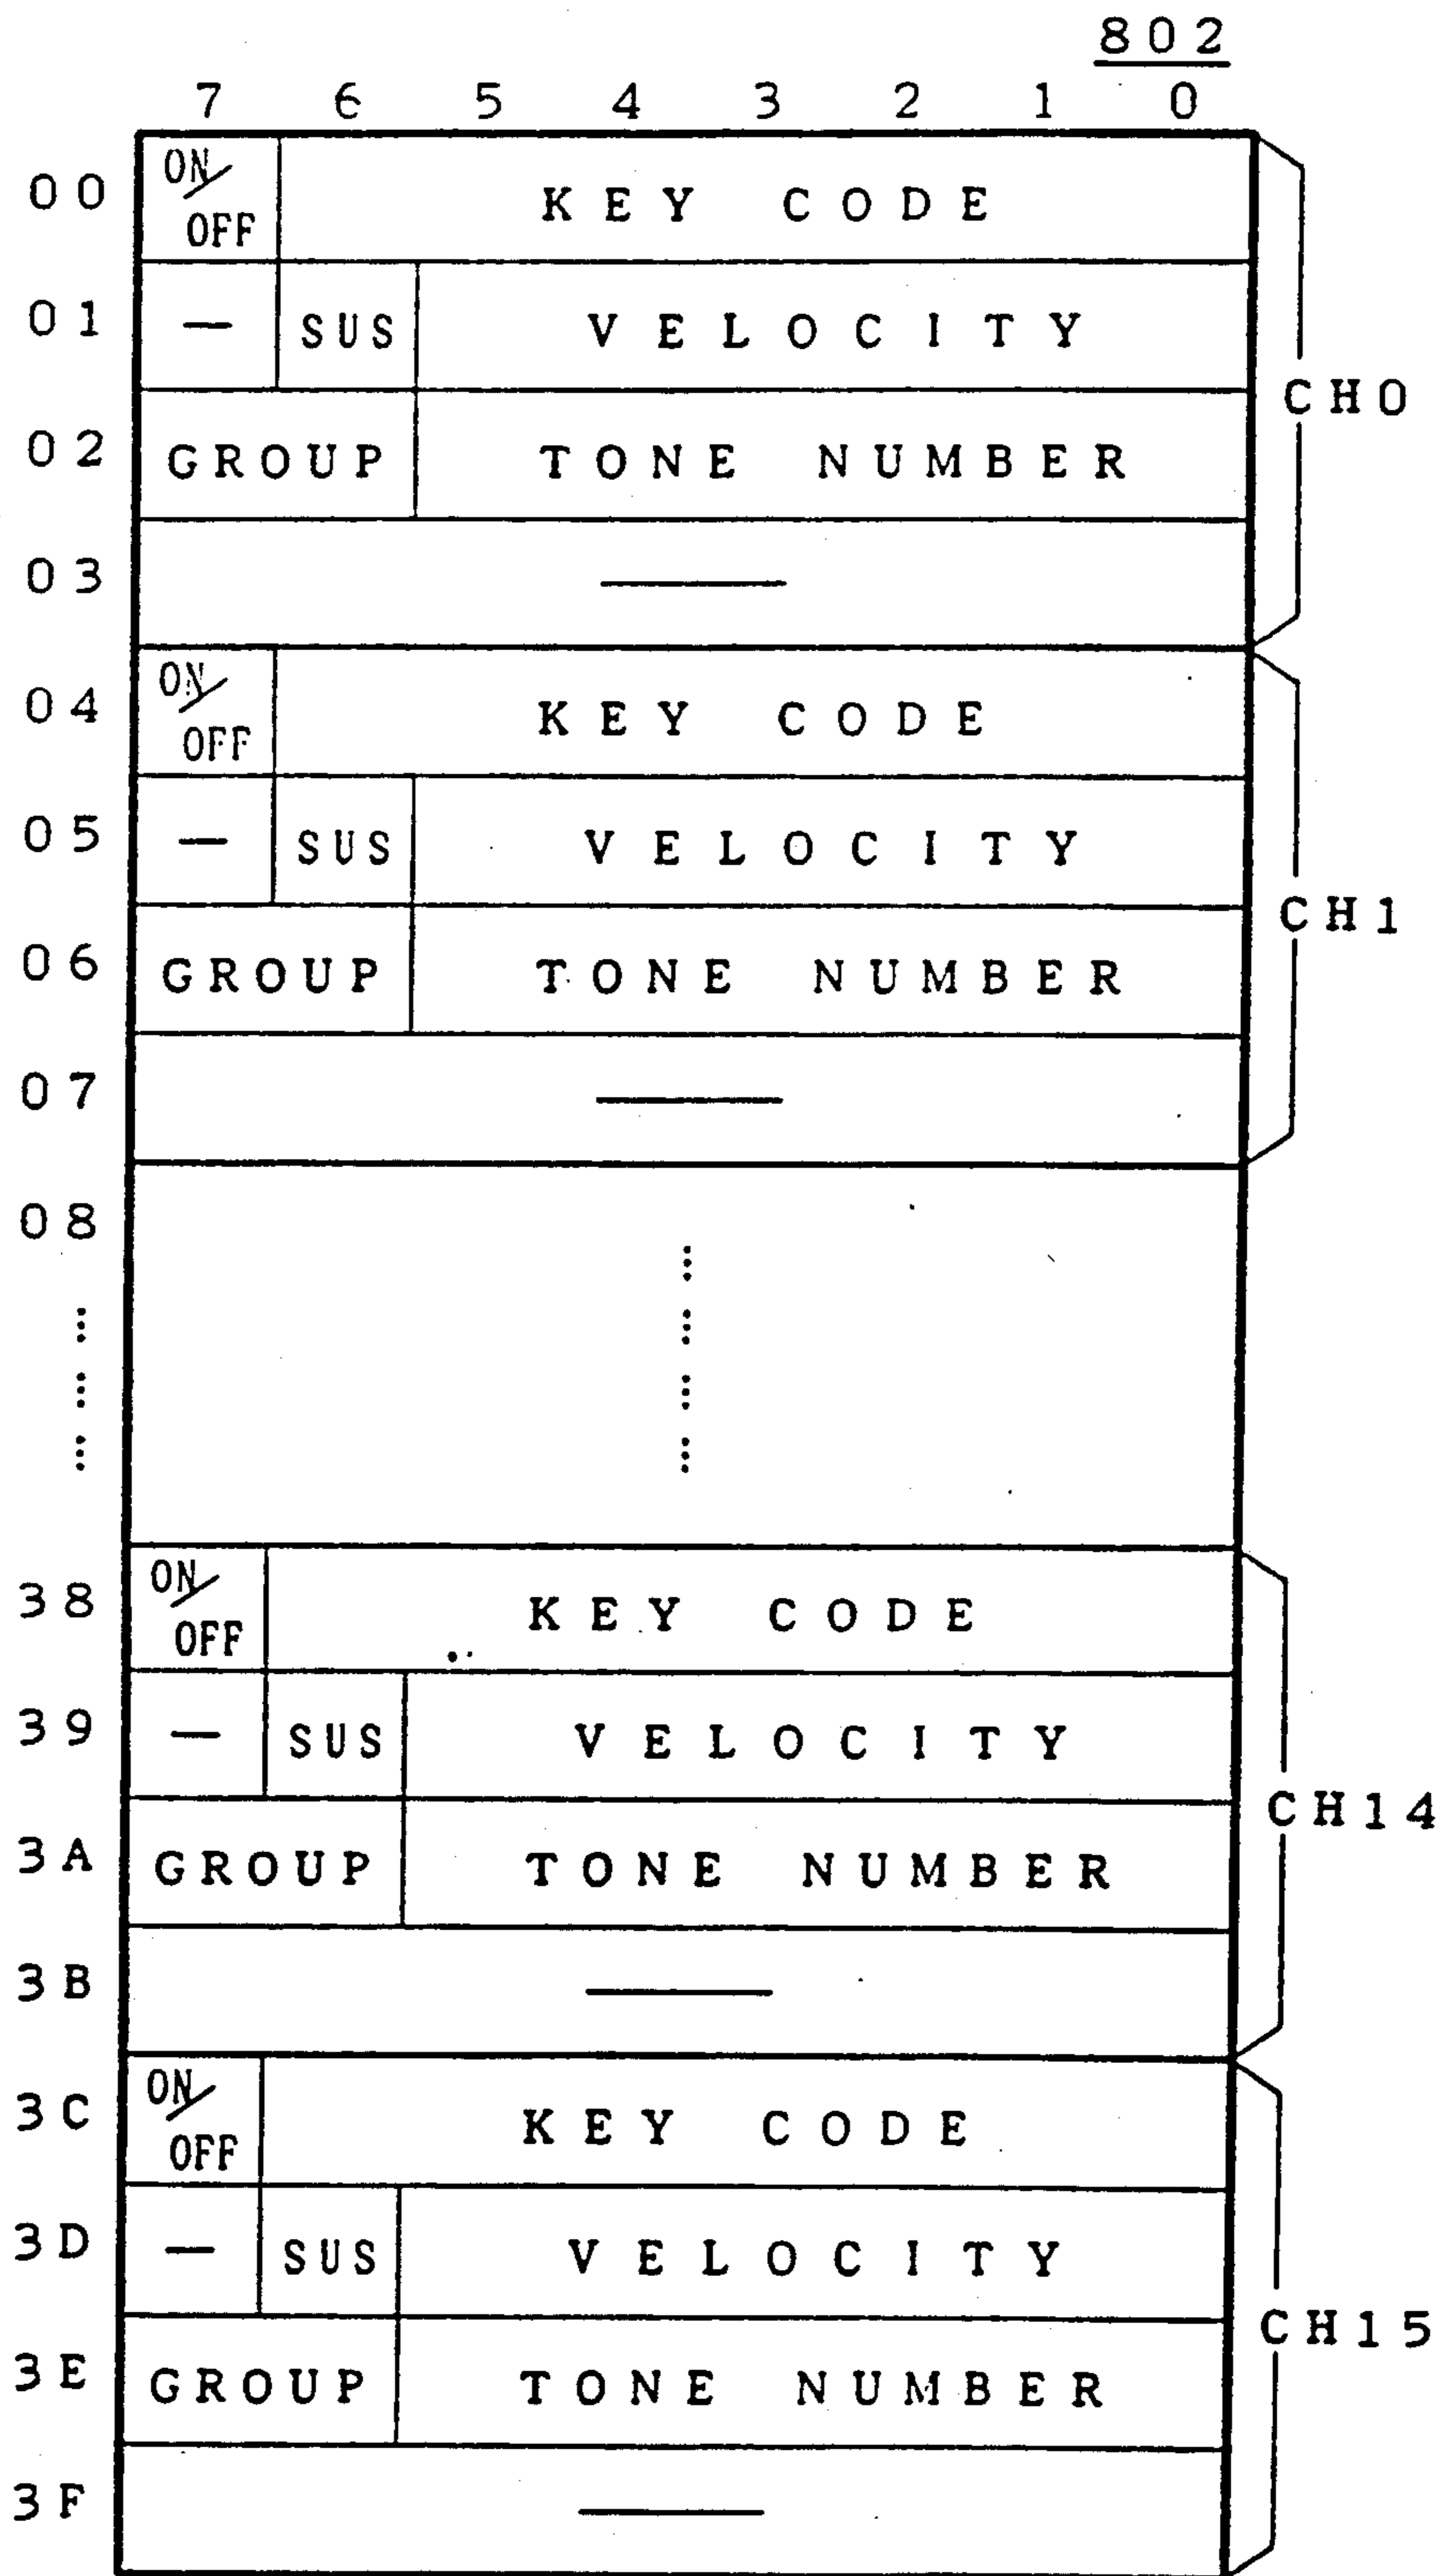 802
7 6 5 4 3 2 1 0
00 ON/OFF KEY CODE
01 — SUS VELOCITY
CH0
02 GROUP TONE NUMBER
03 ———
04 ON/OFF KEY CODE
05 — SUS VELOCITY
CH1
06 GROUP TONE NUMBER
07 ———
08
38 ON/OFF KEY CODE
39 — SUS VELOCITY
CH14
3A GROUP TONE NUMBER
3B ———
3C ON/OFF KEY CODE
3D — SUS VELOCITY
CH15
3E GROUP TONE NUMBER
3F ———